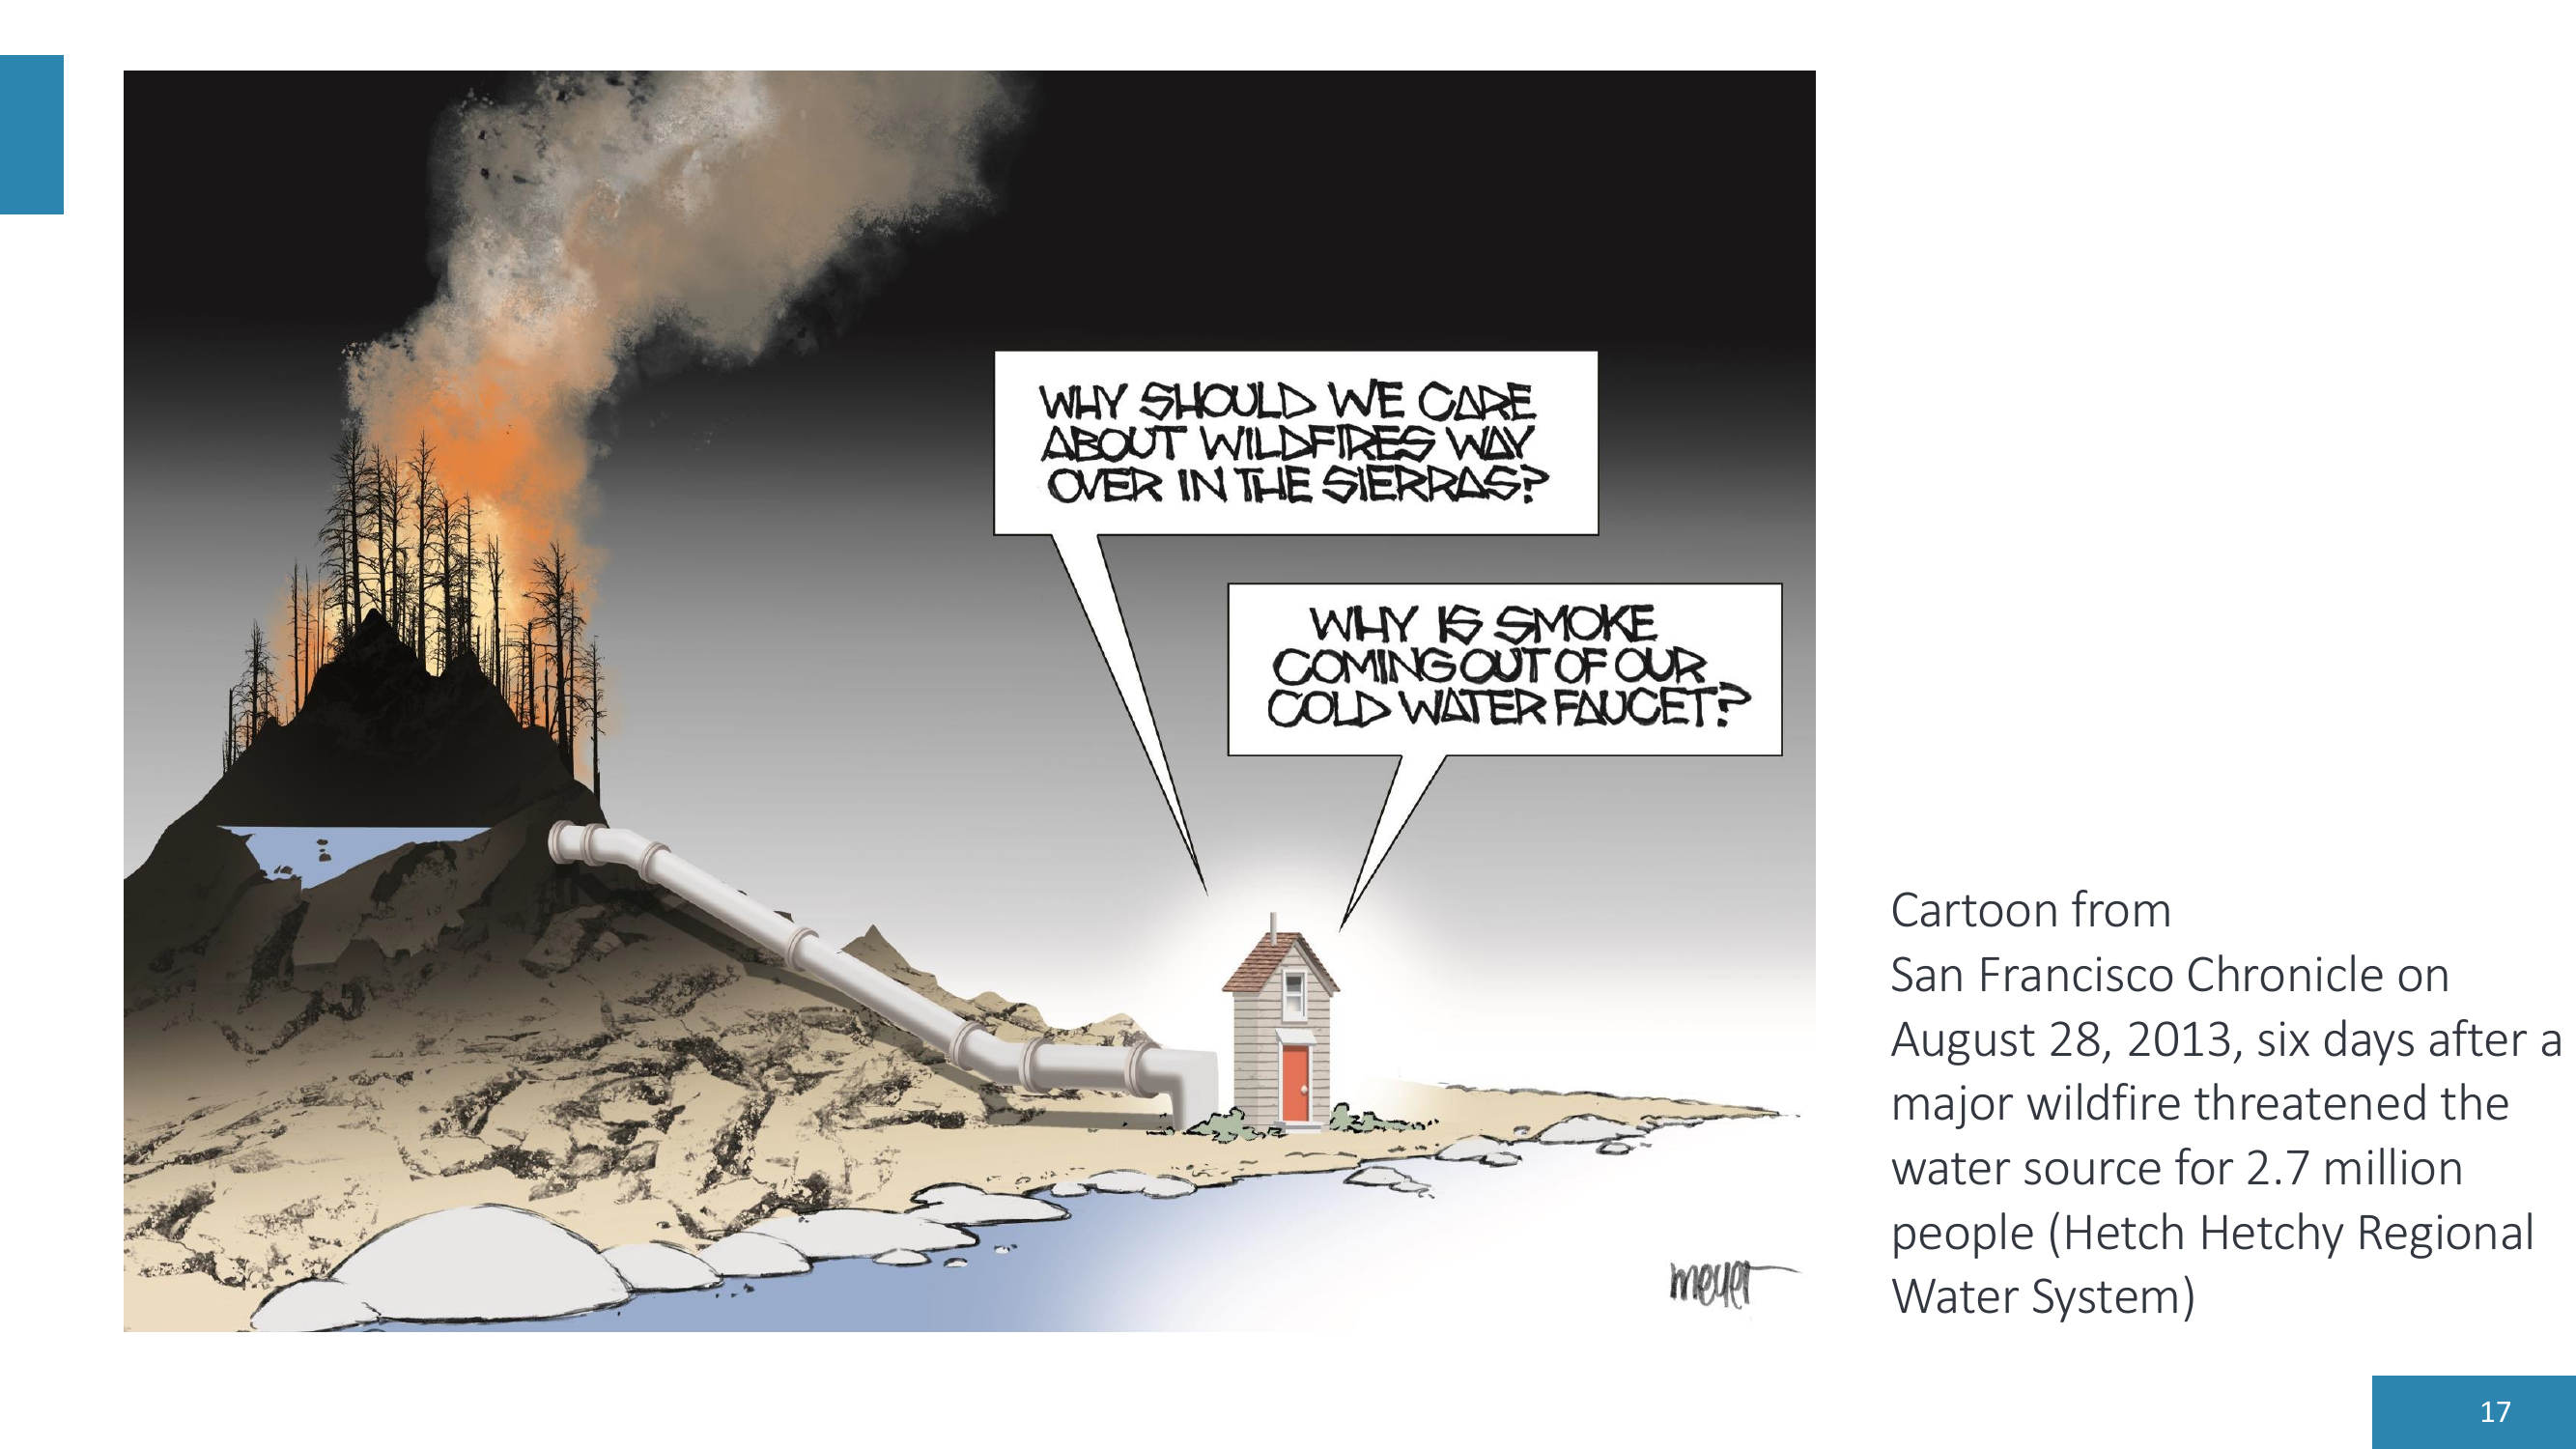 WHY SHOULD WE CARE
ABOUT WILDFIRES WAY
OVER IN THE SIERRAS?
WHY IS SMOKE
COMING OUT OF OUR
COLD WATER FAUCET?
meyer
Cartoon from
San Francisco Chronicle on
August 28, 2013, six days after a
major wildfire threatened the
water source for 2.7 million
people (Hetch Hetchy Regional
Water System)
17